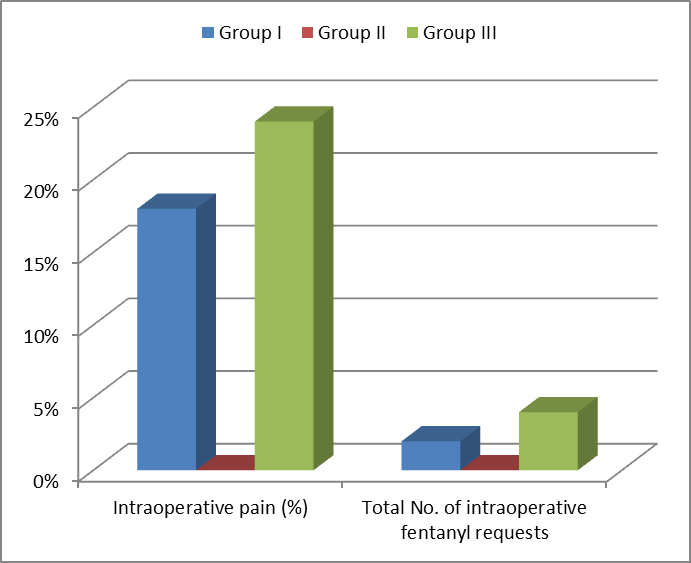 Group I Group II Group III
25%
20%
15%
10%
5%
0%
Intraoperative pain (%)
Total No. of intraoperative
fentanyl requests